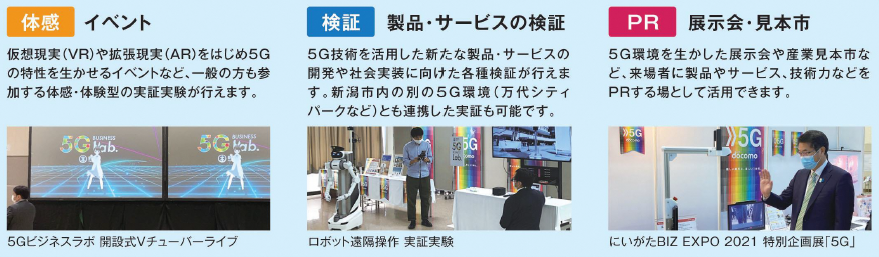 体感 イベント
仮想現実（VR）や拡張現実（AR）をはじめ５Ｇ
の特性を生かせるイベントなど、一般の方も参
加する体感・体験型の実証実験が行えます。
5G BUSINESS Lab.
5G BUSINESS Lab.
5Gビジネスラボ 開設式Vチューバーライブ
検証 製品・サービスの検証
５Ｇ技術を活用した新たな製品・サービスの
開発や社会実装に向けた各種検証が行えま
す。新潟市内の別の５Ｇ環境（万代シティ
パークなど）とも連携した実証も可能です。
ロボット遠隔操作 実証実験
PR 展示会・見本市
５Ｇ環境を生かした展示会や産業見本市な
ど、来場者に製品やサービス、技術力などを
PRする場として活用できます。
5G
5G
docomo
にいがたBIZ EXPO 2021 特別企画展「5G」